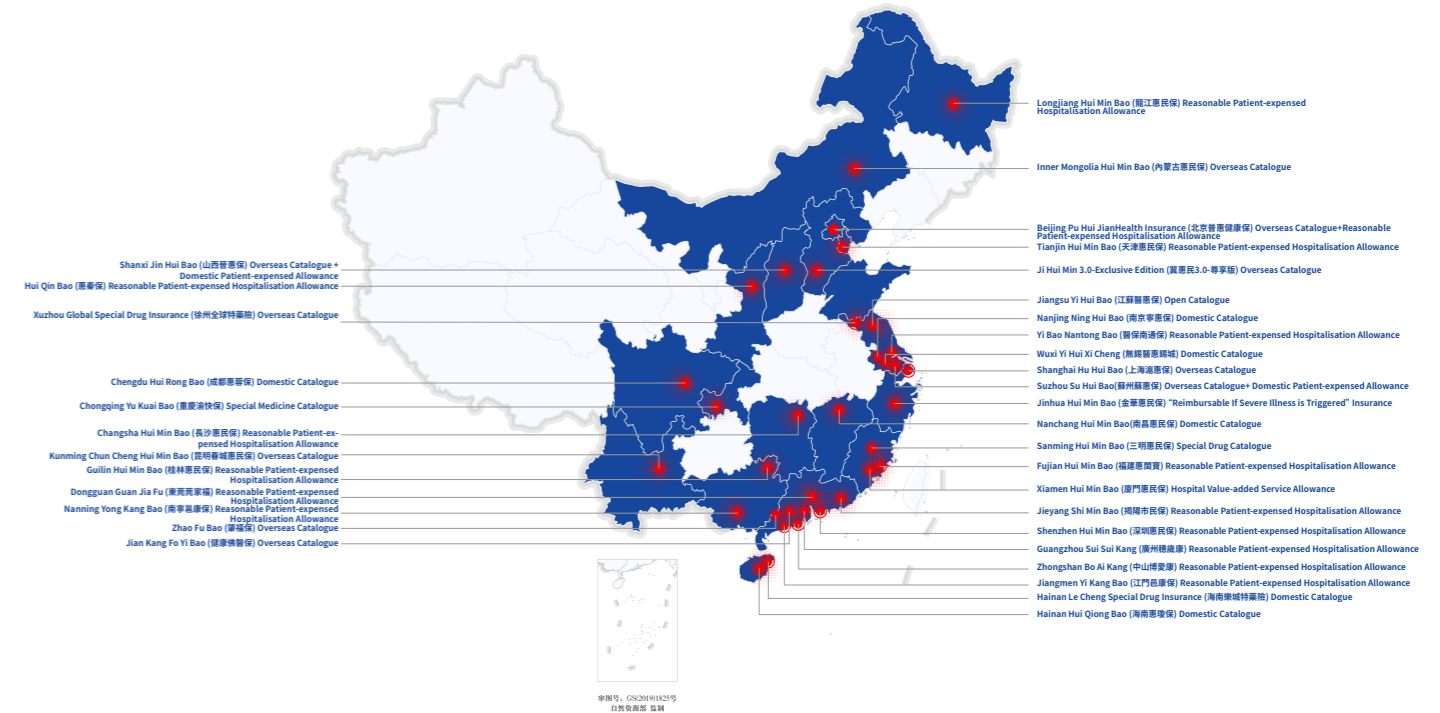 Shanxi Jin Hui Bao (山西晉惠保) Overseas Catalogue +
Domestic Patient-expensed Allowance
Hui Qin Bao (惠秦保) Reasonable Patient-expensed Hospitalisation Allowance
Xuzhou Global Special Drug Insurance (徐州全球特藥險) Overseas Catalogue
Chengdu Hui Rong Bao (成都惠蓉保) Domestic Catalogue
Chongqing Yu Kuai Bao (重慶渝快保) Special Medicine Catalogue
Changsha Hui Min Bao (長沙惠民保) Reasonable Patient-ex-
pensed Hospitalisation Allowance
Kunming Chun Cheng Hui Min Bao (昆明春城惠民保) Overseas Catalogue
Guilin Hui Min Bao (桂林惠民保) Reasonable Patient-expensed
Hospitalisation Allowance
Dongguan Guan Jia Fu (東莞莞家福) Reasonable Patient-expensed
Hospitalisation Allowance
Nanning Yong Kang Bao (南寧邕康保) Reasonable Patient-expensed
Hospitalisation Allowance
Zhao Fu Bao (肇福保) Overseas Catalogue
Jian Kang Fo Yi Bao (健康佛醫保) Overseas Catalogue
Longjiang Hui Min Bao (龍江惠民保) Reasonable Patient-expensed
Hospitalisation Allowance
Inner Mongolia Hui Min Bao (內蒙古惠民保) Overseas Catalogue
Beijing Pu Hui JianHealth Insurance (北京普惠健康保) Overseas Catalogue+Reasonable
Patient-expensed Hospitalisation Allowance
Tianjin Hui Min Bao (天津惠民保) Reasonable Patient-expensed Hospitalisation Allowance
Ji Hui Min 3.0-Exclusive Edition (冀惠民3.0-尊享版) Overseas Catalogue
Jiangsu Yi Hui Bao (江蘇醫惠保) Open Catalogue
Nanjing Ning Hui Bao (南京寧惠保) Domestic Catalogue
Yi Bao Nantong Bao (醫保南通保) Reasonable Patient-expensed Hospitalisation Allowance
Wuxi Yi Hui Xi Cheng (無錫醫惠錫城) Domestic Catalogue
Shanghai Hu Hui Bao (上海滬惠保) Overseas Catalogue
Suzhou Su Hui Bao(蘇州蘇惠保) Overseas Catalogue+ Domestic Patient-expensed Allowance
Jinhua Hui Min Bao (金華惠民保) “Reimbursable If Severe Illness is Triggered” Insurance
Nanchang Hui Min Bao(南昌惠民保) Domestic Catalogue
Sanming Hui Min Bao (三明惠民保) Special Drug Catalogue
Fujian Hui Min Bao (福建惠閩寶) Reasonable Patient-expensed Hospitalisation Allowance
Xiamen Hui Min Bao (廈門惠民保) Hospital Value-added Service Allowance
Jieyang Shi Min Bao (揭陽市民保) Reasonable Patient-expensed Hospitalisation Allowance
Shenzhen Hui Min Bao (深圳惠民保) Reasonable Patient-expensed Hospitalisation Allowance
Guangzhou Sui Sui Kang (廣州穗歲康) Reasonable Patient-expensed Hospitalisation Allowance
Zhongshan Bo Ai Kang (中山博愛康) Reasonable Patient-expensed Hospitalisation Allowance
Jiangmen Yi Kang Bao (江門邑康保) Reasonable Patient-expensed Hospitalisation Allowance
Hainan Le Cheng Special Drug Insurance (海南樂城特藥險) Domestic Catalogue
Hainan Hui Qiong Bao (海南惠瓊保) Domestic Catalogue
审图号：GS(2019)1825号
自然资源部 监制